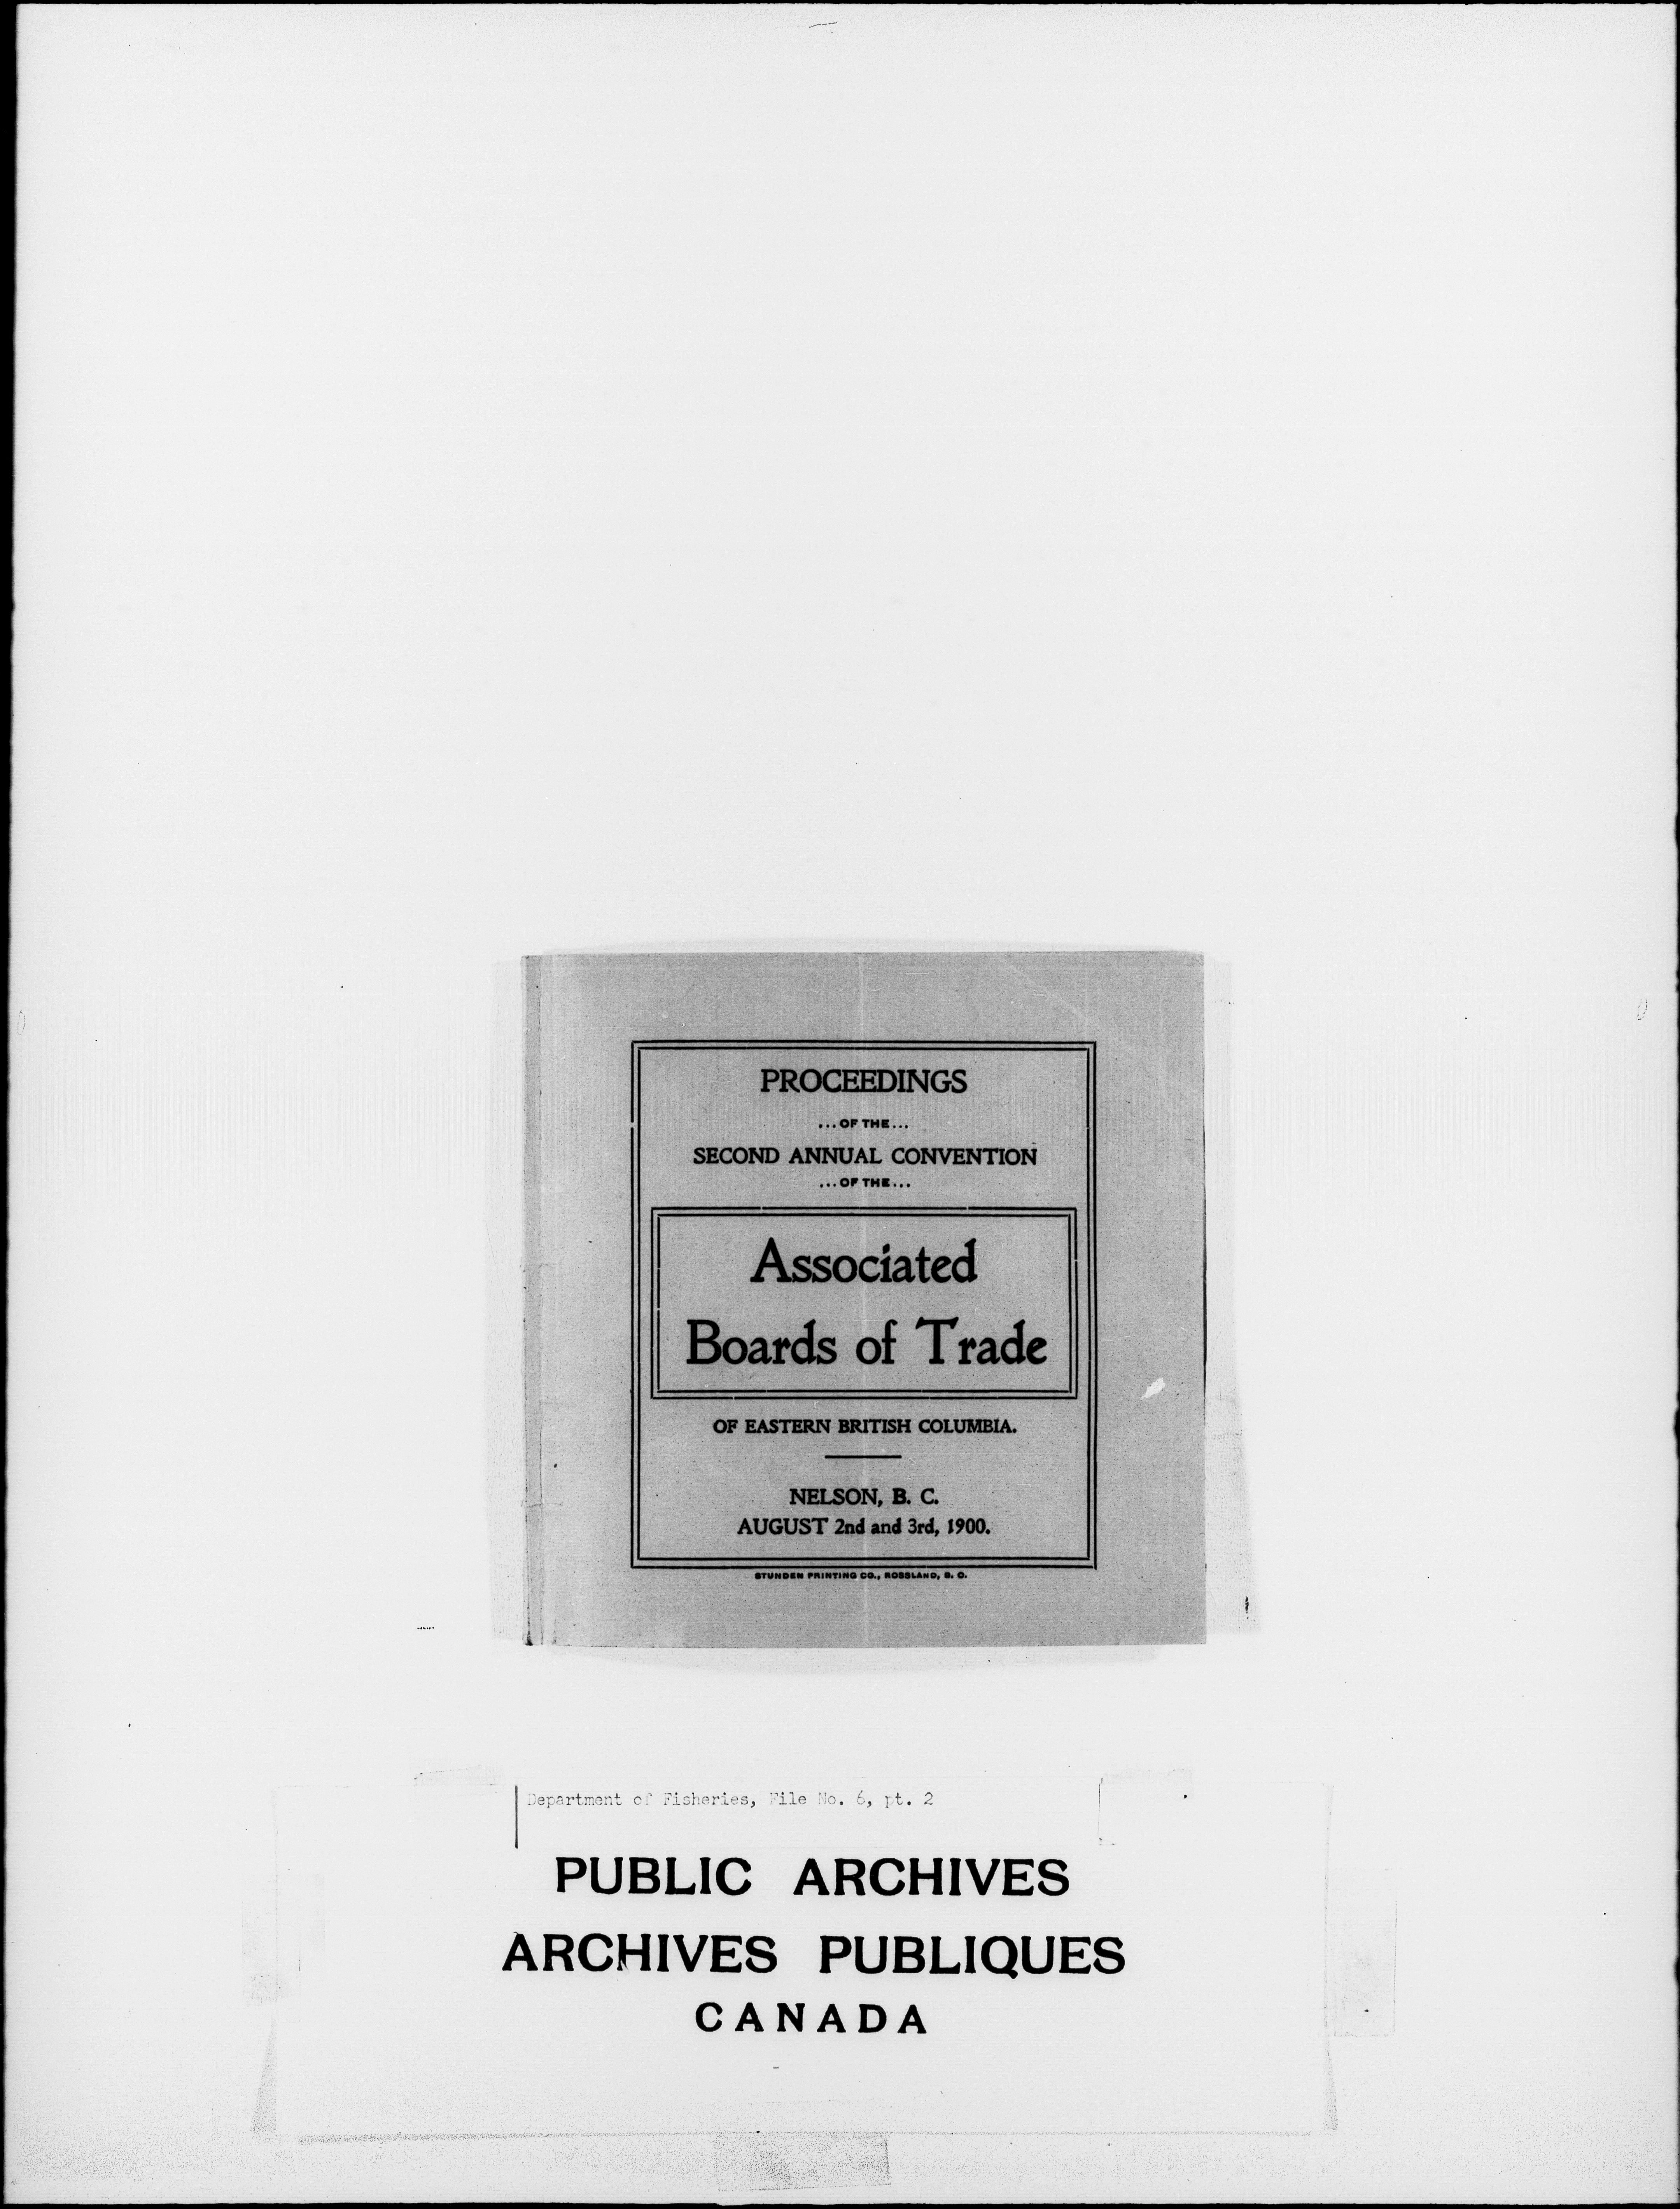 PROCEEDINGS
...OF THE...
SECOND ANNUAL CONVENTION
...OF THE...
Associated
Boards of Trade
OF EASTERN BRITISH COLUMBIA.
NELSON, B. C.
AUGUST 2nd and 3rd, 1900.
STUNDEN PRINTING CO., ROSSLAND, B. C.
Department of Fisheries, File No. 6, pt. 2
PUBLIC ARCHIVES
ARCHIVES PUBLIQUES
CANADA